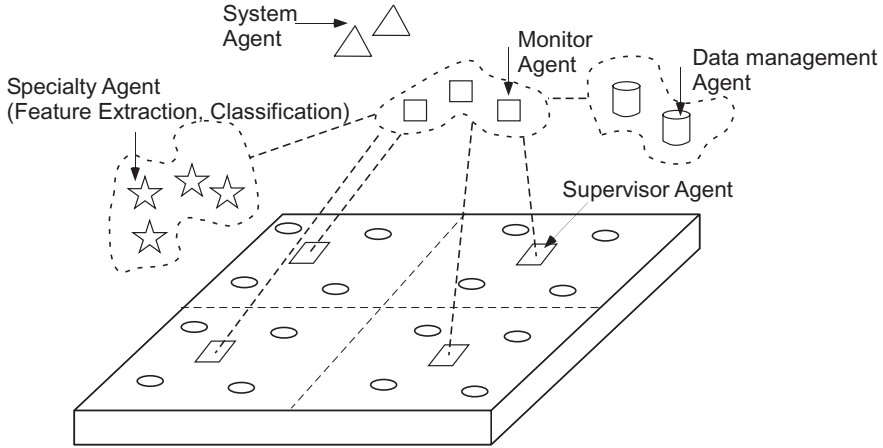 System
Agent
Monitor
Agent
Data management
Agent
Specialty Agent
(Feature Extraction, Classification)
Supervisor Agent